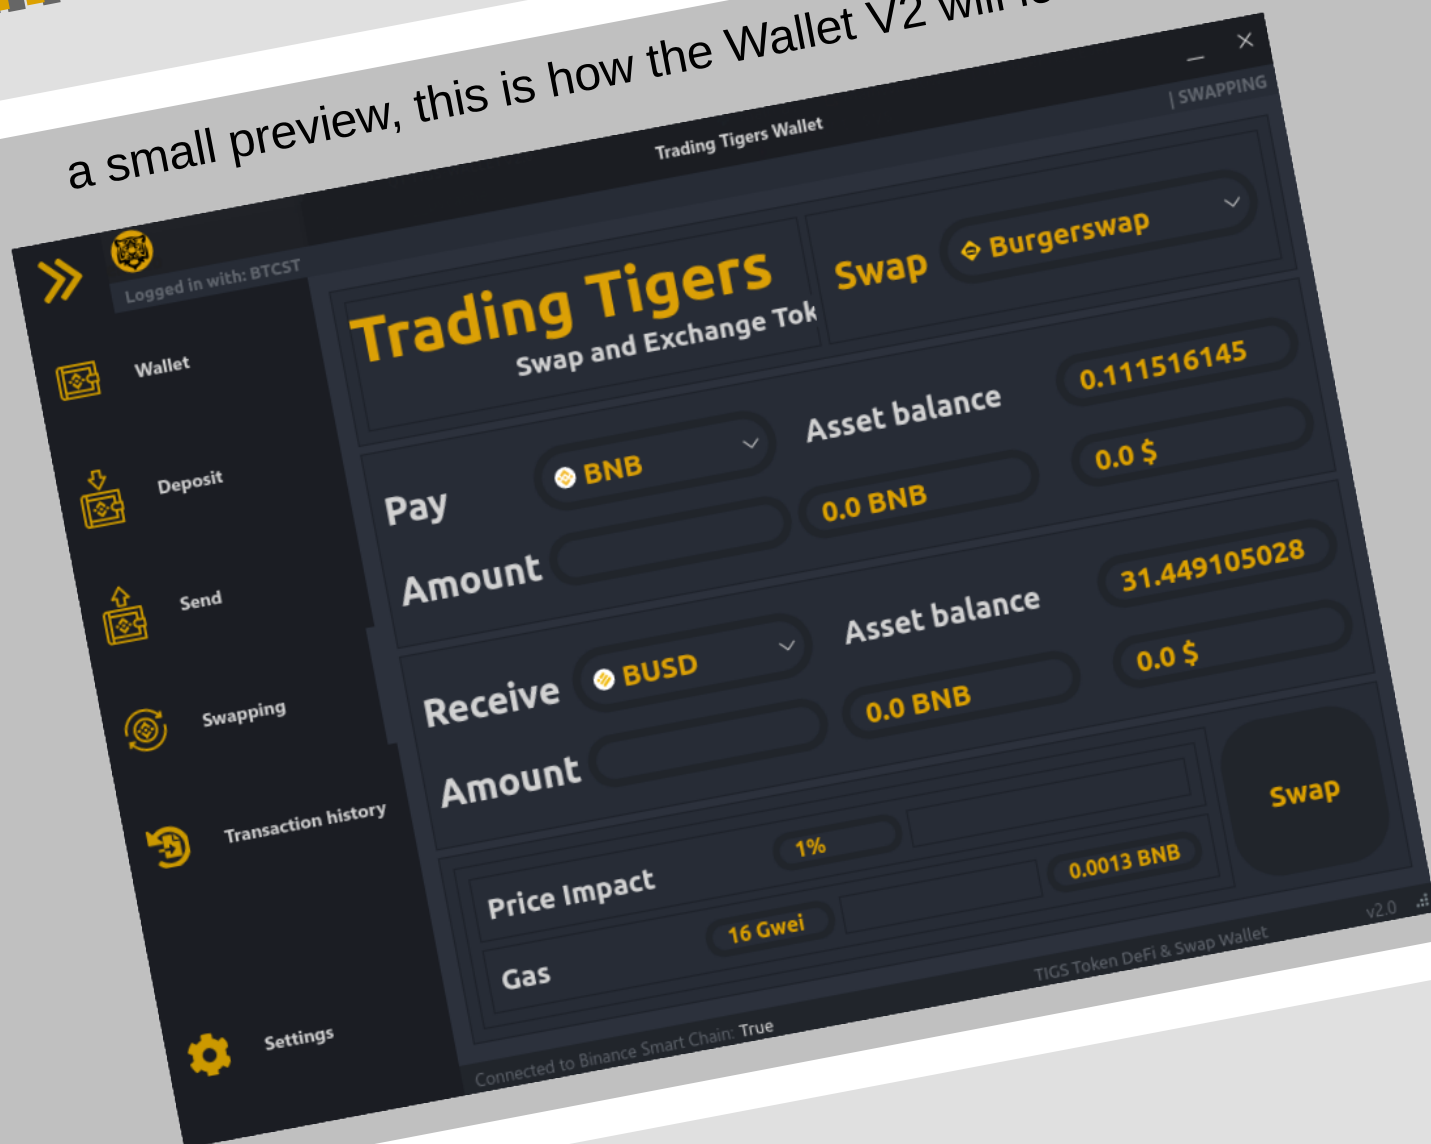 a small preview, this is how the Wallet V2 will
Trading Tigers Wallet
| SWAPPING
Logged in with: BTCST
Wallet
Deposit
Send
Swapping
Transaction history
Settings
Trading Tigers
Swap and Exchange Tok
Swap Burgerswap
Pay BNB Asset balance 0.111516145
Amount 0.0 BNB 0.0 $
Receive BUSD Asset balance 31.449105028
Amount 0.0 BNB 0.0 $
Price Impact 1%
Gas 16 Gwei 0.0013 BNB
Swap
Connected to Binance Smart Chain: True
TIGS Token DeFi & Swap Wallet
v2.0